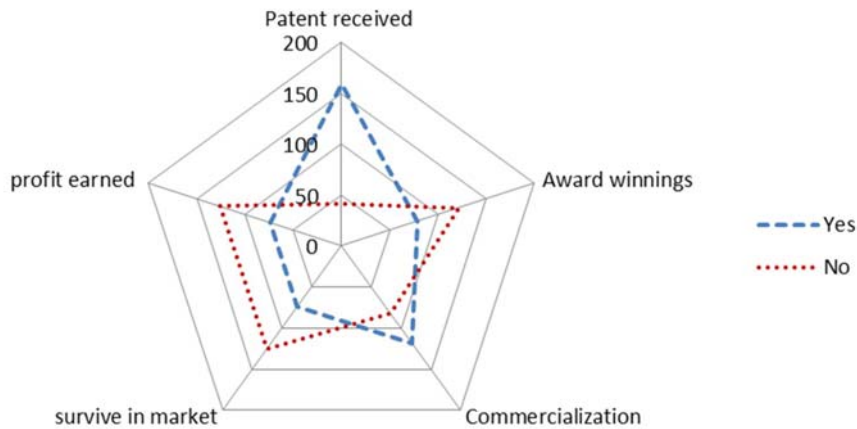 Patent received
200
150
100
50
0
profit earned
Award winnings
survive in market
Commercialization
Yes
No